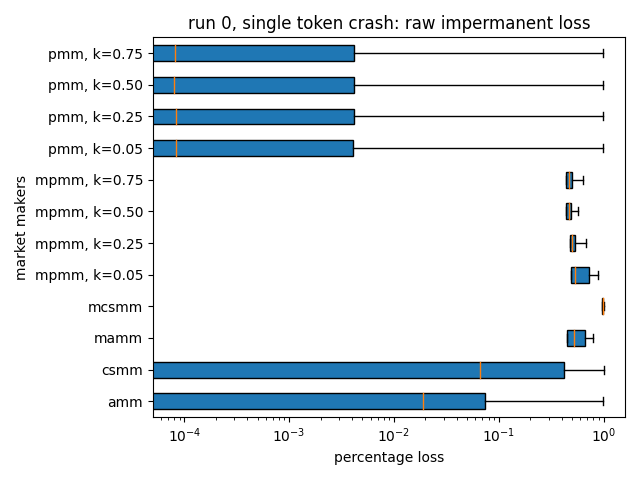 run 0, single token crash: raw impermanent loss
pmm, k=0.75
pmm, k=0.50
pmm, k=0.25
pmm, k=0.05
mpmm, k=0.75
mpmm, k=0.50
mpmm, k=0.25
mpmm, k=0.05
mcsmm
mamm
csmm
amm
market makers
10⁻⁴ 10⁻³ 10⁻² 10⁻¹ 10⁰
percentage loss